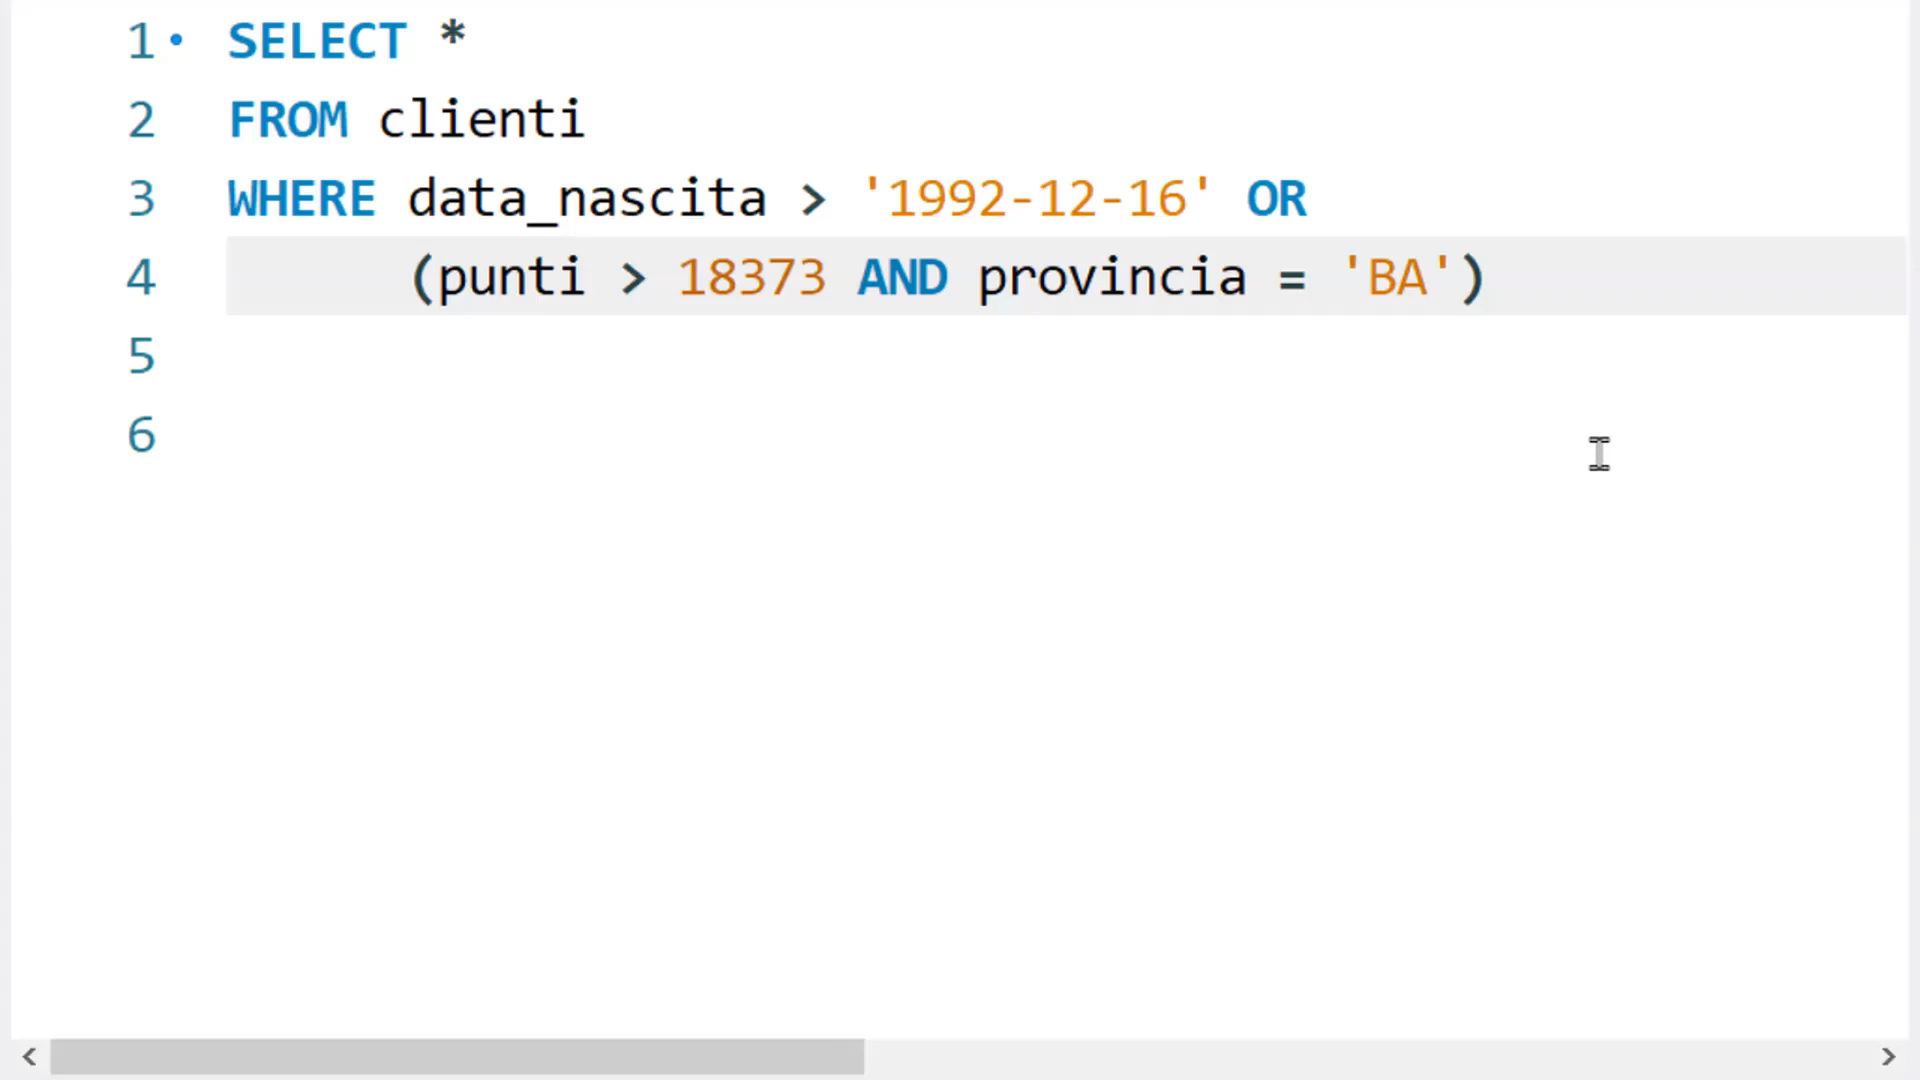 1 SELECT *
2 FROM clienti
3 WHERE data_nascita > '1992-12-16' OR
4 (punti > 18373 AND provincia = 'BA')
5
6